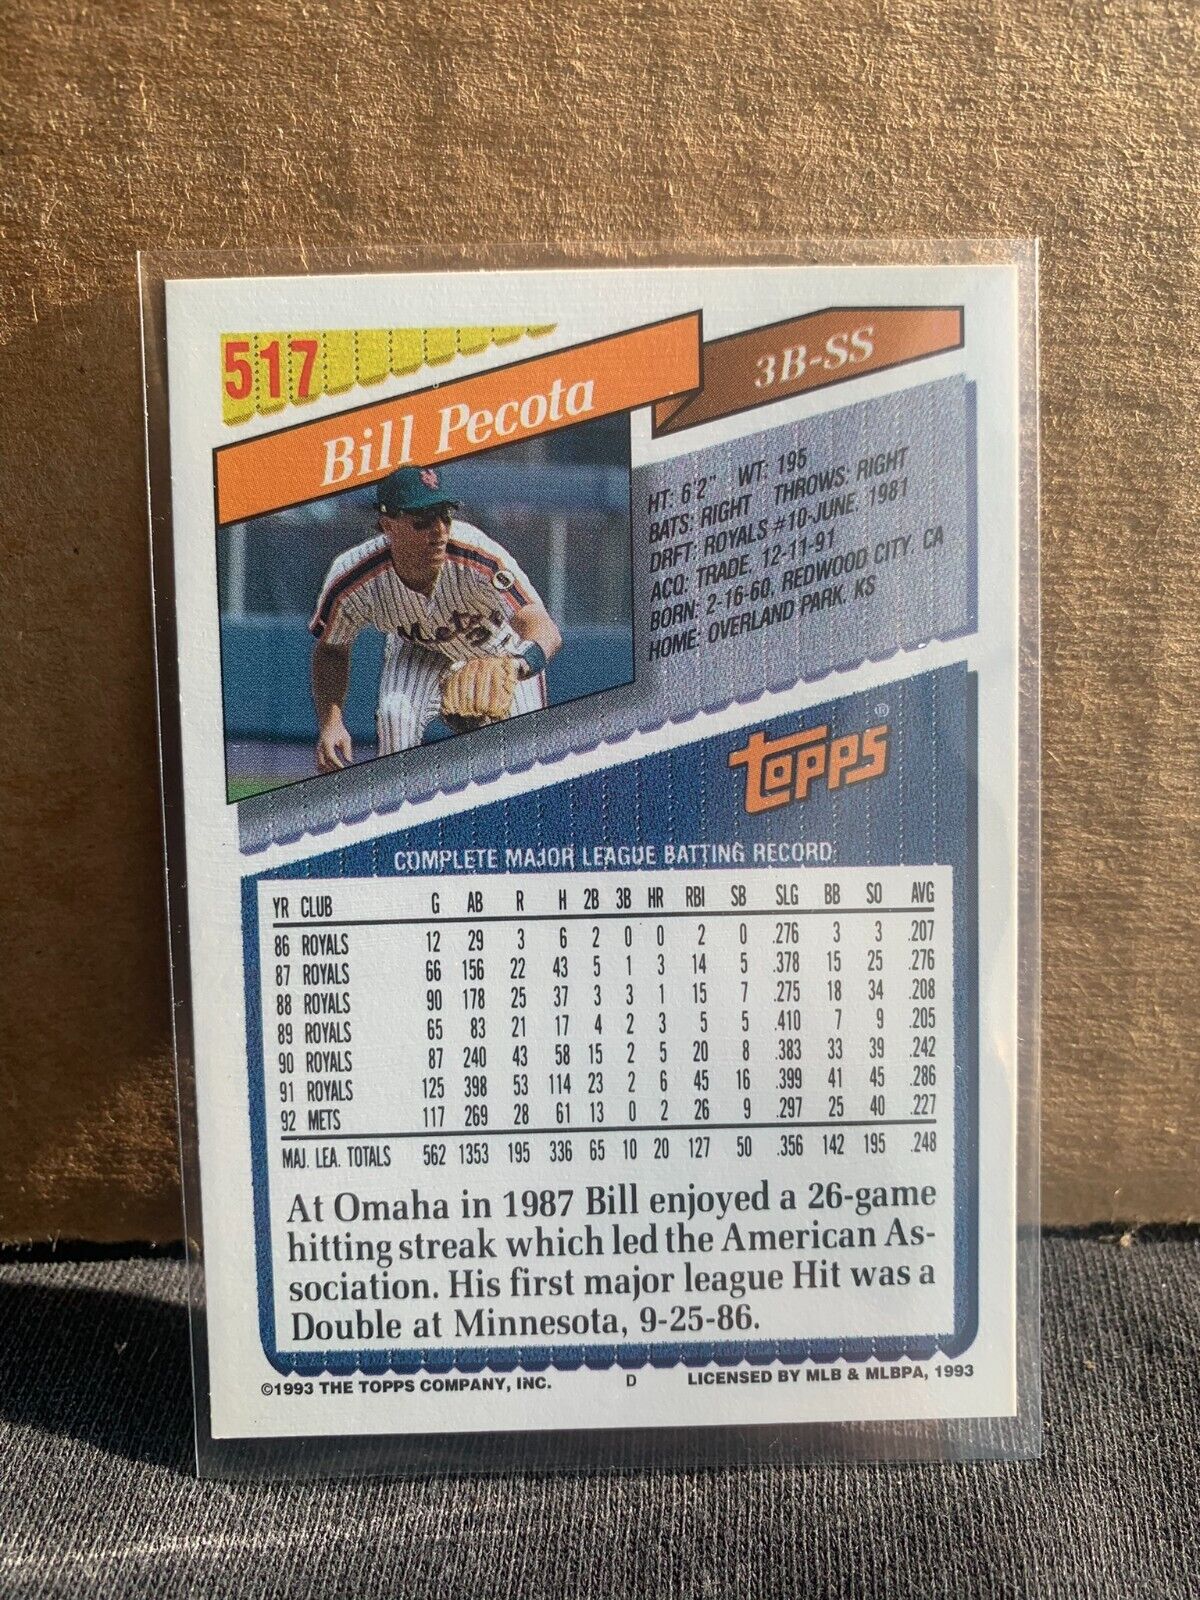 517
Bill Pecota
3B-SS
HT: 6'2" WT: 195
BATS: RIGHT THROWS: RIGHT
DRFT: ROYALS #10-JUNE, 1981
ACQ: TRADE, 12-11-91
BORN: 2-16-60, REDWOOD CITY, CA
HOME: OVERLAND PARK, KS
Mets
TOPPS®
COMPLETE MAJOR LEAGUE BATTING RECORD
YR CLUB G AB R H 2B 3B HR RBI SB SLG BB SO AVG
86 ROYALS 12 29 3 6 2 0 0 2 0 .276 3 3 .207
87 ROYALS 66 156 22 43 5 1 3 14 5 .378 15 25 .276
88 ROYALS 90 178 25 37 3 3 1 15 7 .275 18 34 .208
89 ROYALS 65 83 21 17 4 2 3 5 5 .410 7 9 .205
90 ROYALS 87 240 43 58 15 2 5 20 8 .383 33 39 .242
91 ROYALS 125 398 53 114 23 2 6 45 16 .399 41 45 .286
92 METS 117 269 28 61 13 0 2 26 9 .297 25 40 .227
MAJ. LEA. TOTALS 562 1353 195 336 65 10 20 127 50 .356 142 195 .248
At Omaha in 1987 Bill enjoyed a 26-game
hitting streak which led the American As-
sociation. His first major league Hit was a
Double at Minnesota, 9-25-86.
©1993 THE TOPPS COMPANY, INC. D LICENSED BY MLB & MLBPA, 1993